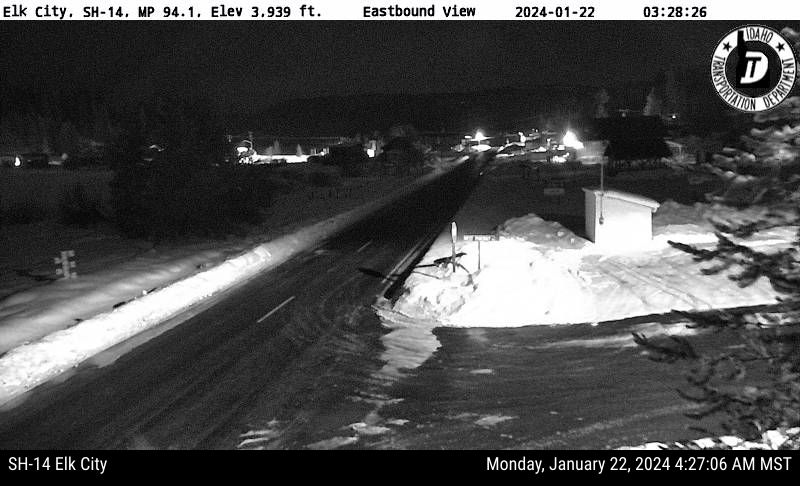 Elk City, SH-14, MP 94.1, Elev 3,939 ft. Eastbound View 2024-01-22 03:28:26
IDAHO
TRANSPORTATION DEPARTMENT
SH-14 Elk City Monday, January 22, 2024 4:27:06 AM MST